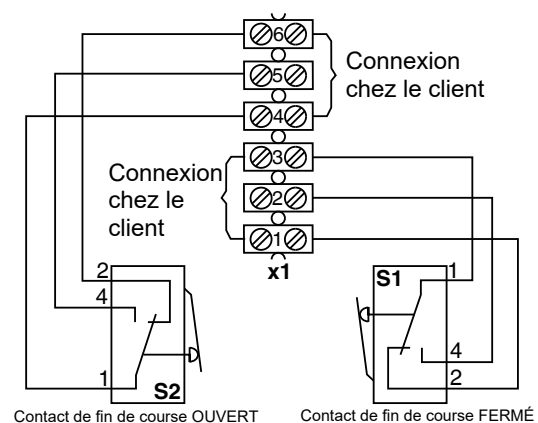 6
5
4
3
2
1
x1
Connexion
chez le client
Connexion
chez le
client
2
4
1
S2
S1
1
4
2
Contact de fin de course OUVERT
Contact de fin de course FERMÉ